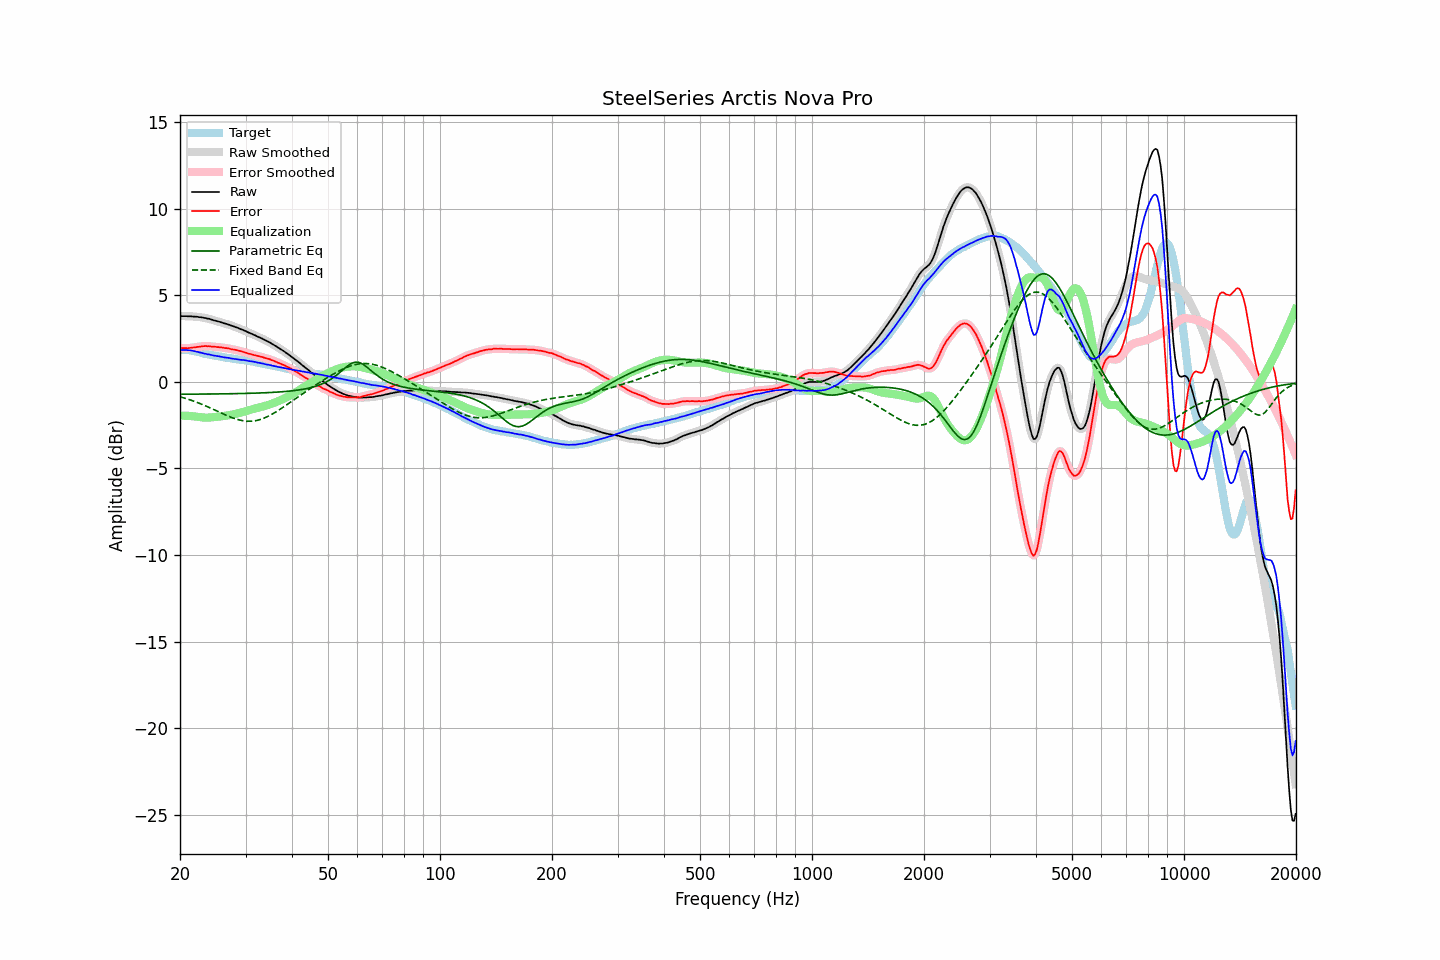 SteelSeries Arctis Nova Pro
15
10
5
0
−5
−10
−15
−20
−25
Amplitude (dBr)
Target
Raw Smoothed
Error Smoothed
Raw
Error
Equalization
Parametric Eq
Fixed Band Eq
Equalized
20 50 100 200 500 1000 2000 5000 10000 20000
Frequency (Hz)